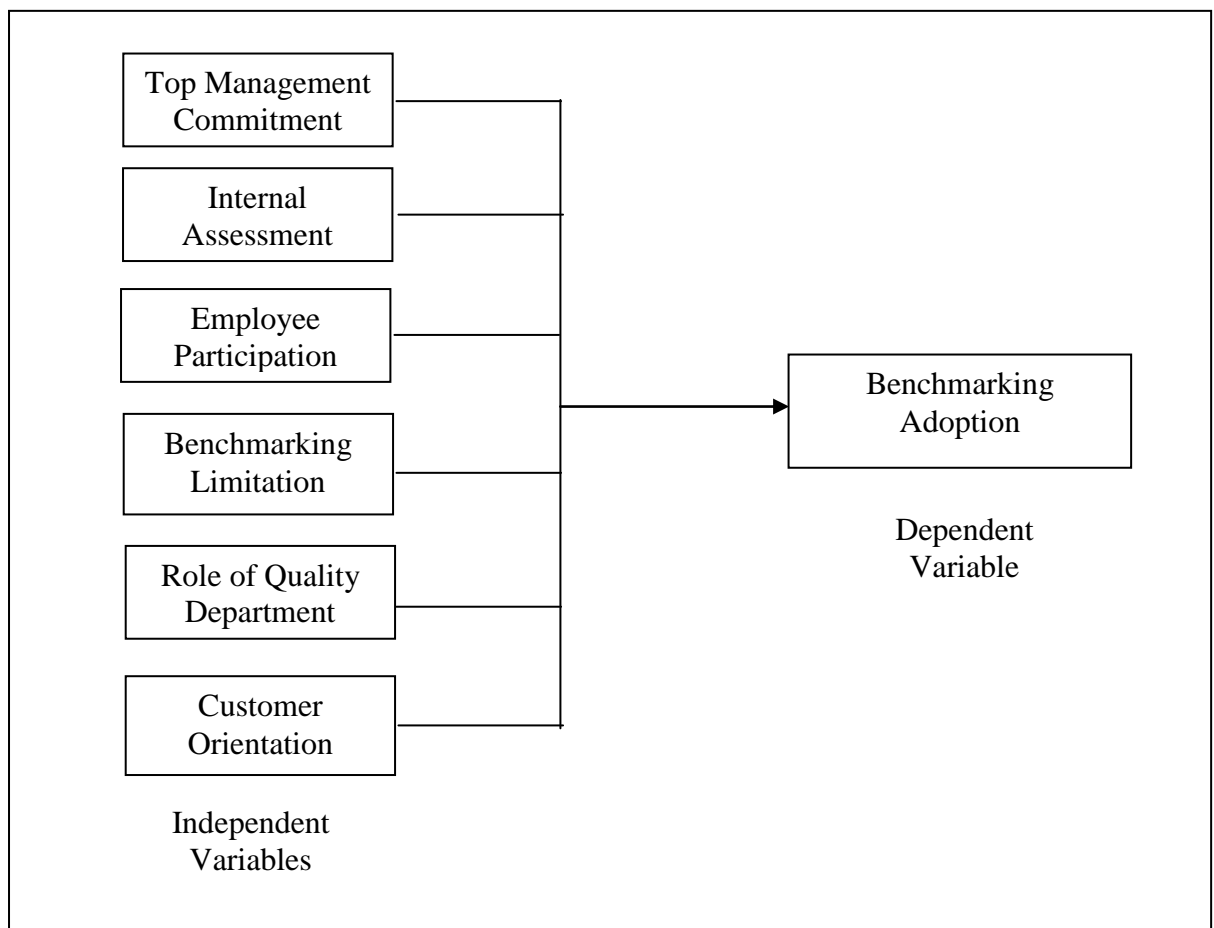 Top Management
Commitment
Internal
Assessment
Employee
Participation
Benchmarking
Limitation
Role of Quality
Department
Customer
Orientation
Independent
Variables
Benchmarking
Adoption
Dependent
Variable